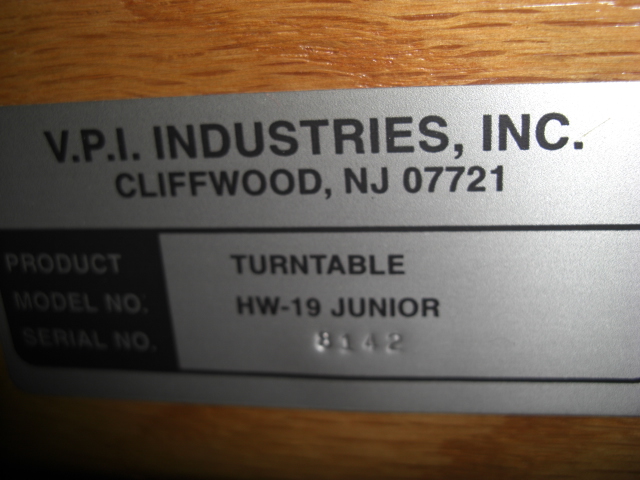 V.P.I. INDUSTRIES, INC.
CLIFFWOOD, NJ 07721
PRODUCT TURNTABLE
MODEL NO. HW-19 JUNIOR
SERIAL NO. 8142